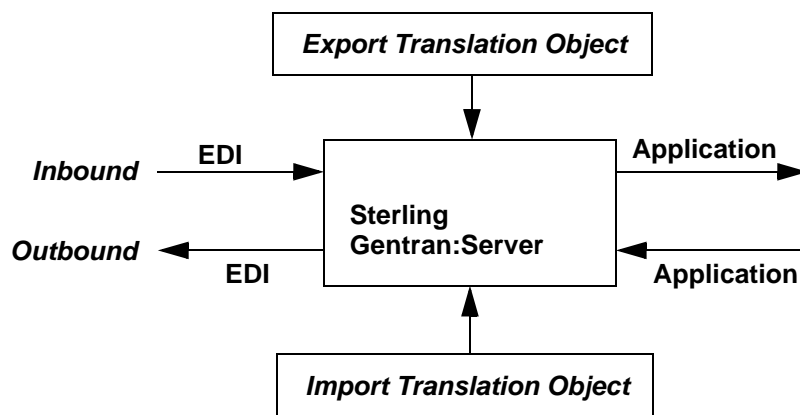 Export Translation Object
EDI
Application
Inbound
Sterling
Gentran:Server
Outbound
EDI
Application
Import Translation Object